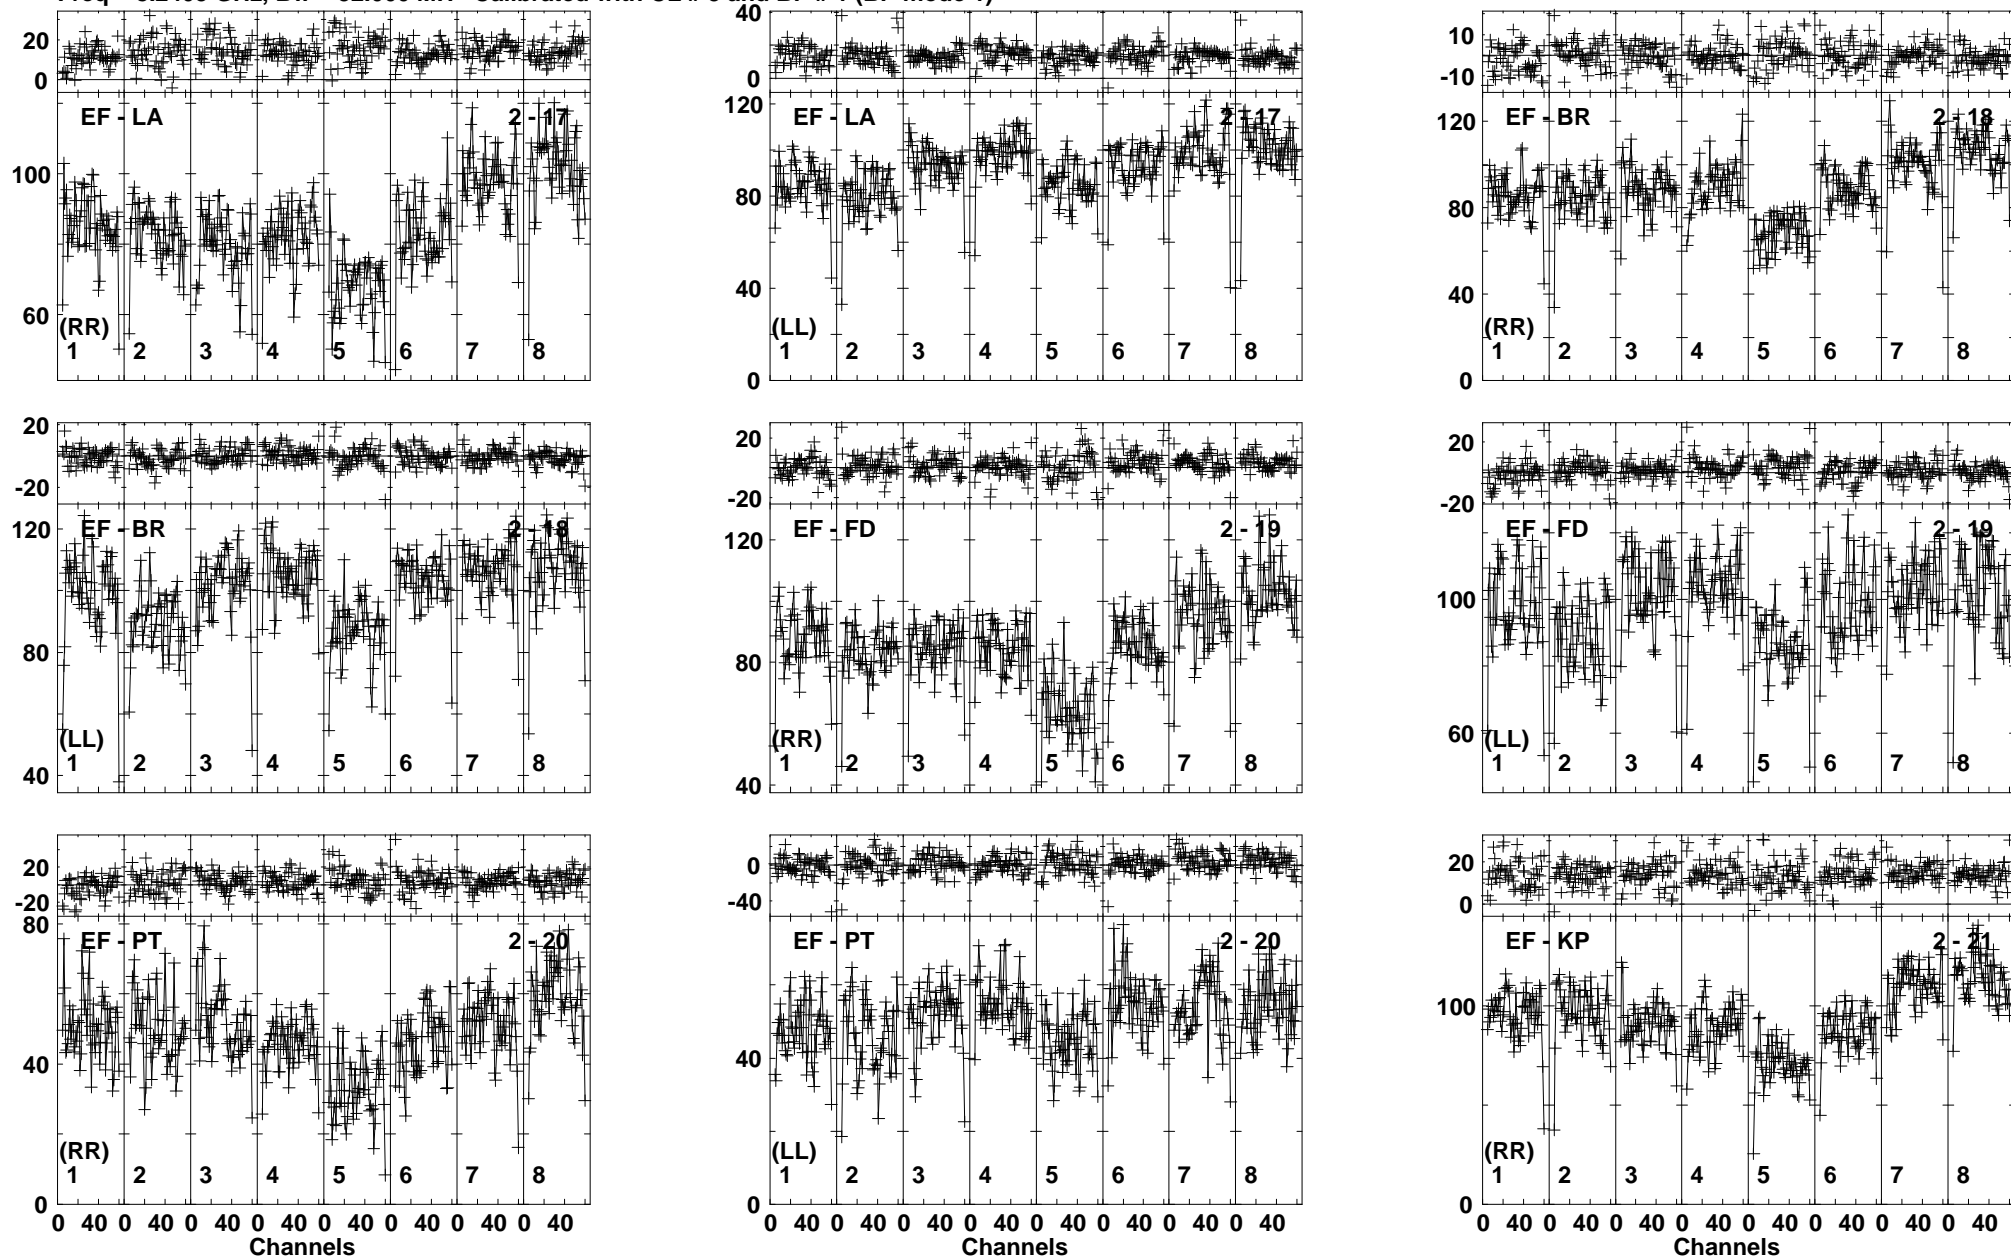 20 0 40 0 10 -10
EF - LA 2 - 17 EF - LA 2 - 17 EF - BR 2 - 18
100 60 120 80 40 0 120 80 40 0
(RR) (LL) (RR)
1 2 3 4 5 6 7 8 1 2 3 4 5 6 7 8 1 2 3 4 5 6 7 8
20 -20 20 -20 20 -20
EF - BR 2 - 18 EF - FD 2 - 19 EF - FD 2 - 19
120 80 40 120 80 40 100 60
(LL) (RR) (LL)
1 2 3 4 5 6 7 8 1 2 3 4 5 6 7 8 1 2 3 4 5 6 7 8
20 -20 0 -40 20 0
EF - PT 2 - 20 EF - PT 2 - 20 EF - KP 2 - 21
80 40 0 40 100 0
(RR) (LL) (RR)
1 2 3 4 5 6 7 8 1 2 3 4 5 6 7 8 1 2 3 4 5 6 7 8
0 40 0 40 0 40 0 40 0 40 0 40 0 40 0 40 0 40 0 40 0 40 0 40 0 40 0 40 0 40 0 40 0 40 0 40 0 40 0 40 0 40 0 40 0 40 0 40
Channels Channels